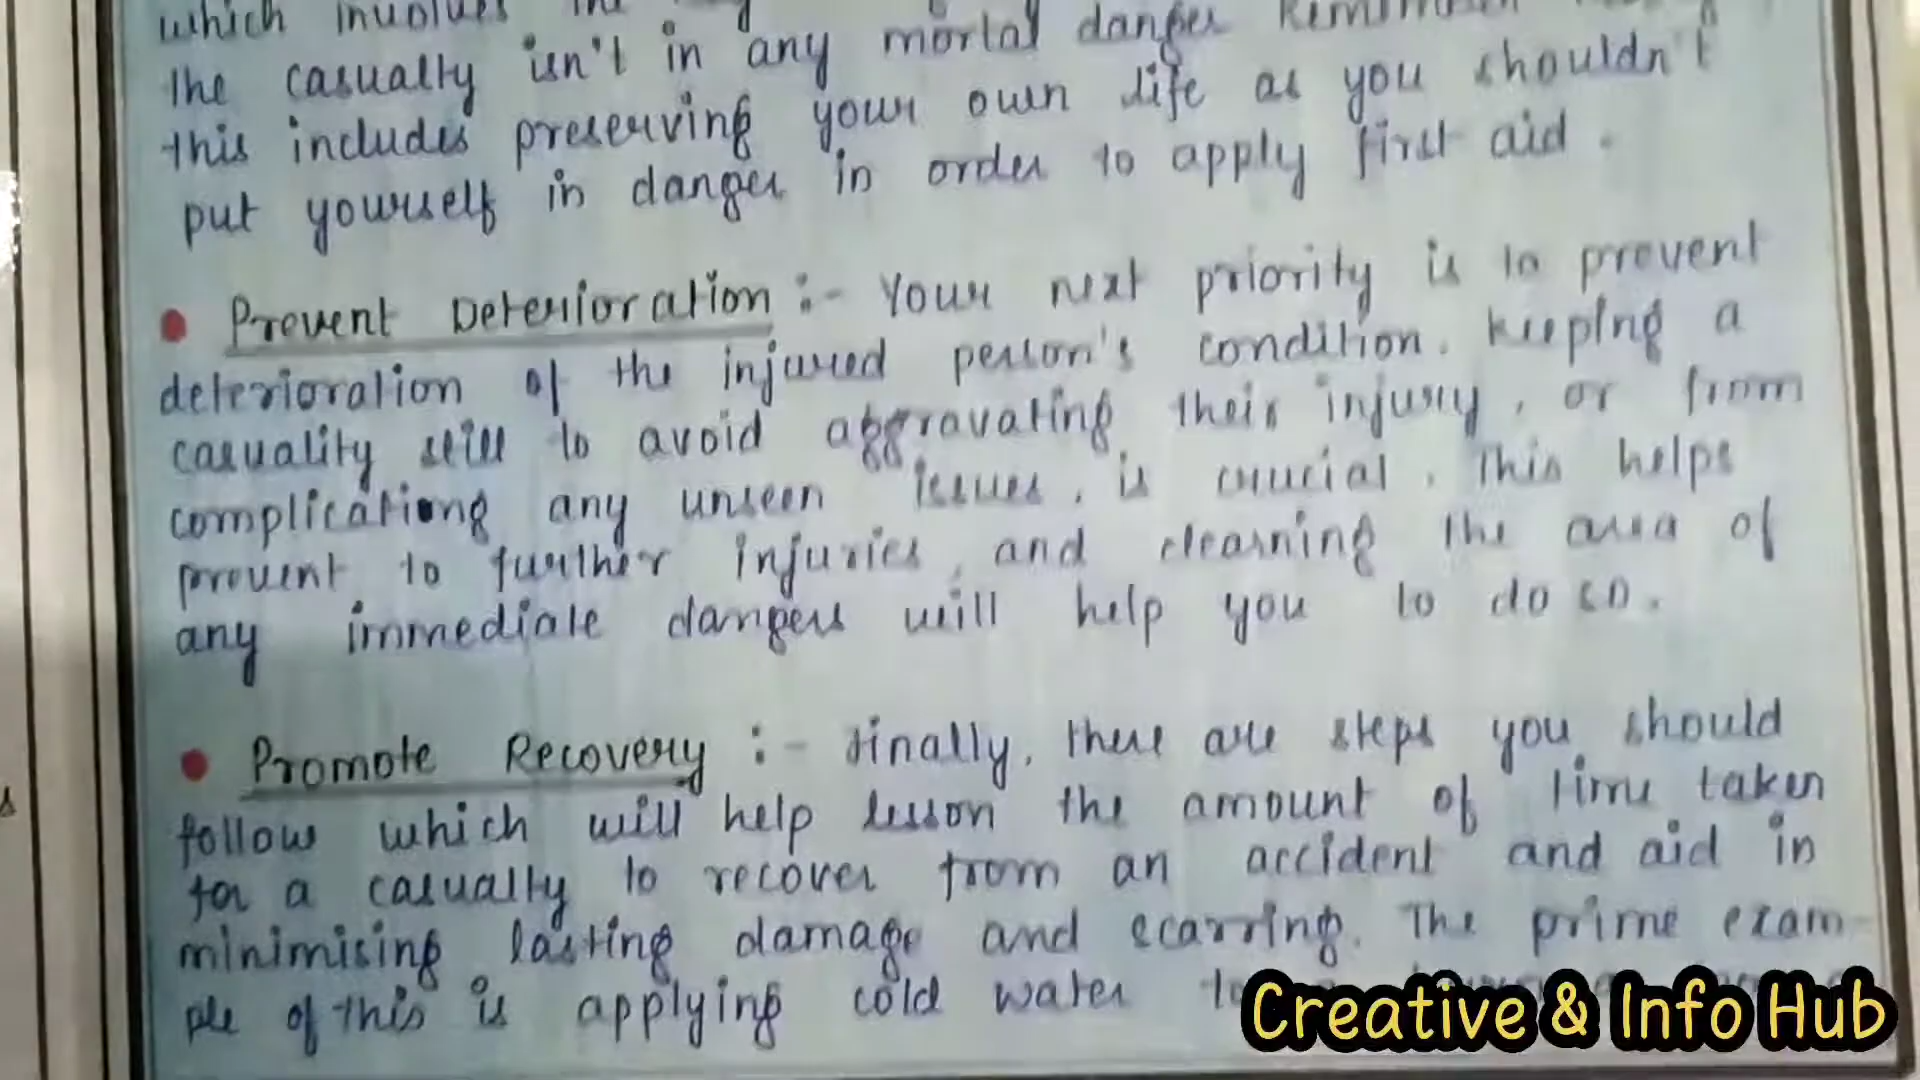 which involves the
the casualty isn't in any mortal danger Remember
this includes preserving your own life as you shouldn't
put yourself in danger in order to apply first aid.
• Prevent Deterioration :- Your next priority is to prevent
deterioration of the injured person's condition. Keeping a
casuality still to avoid aggravating their injury, or from
complicationg any unseen issues, is crucial. This helps
prevent to further injuries, and clearning the area of
any immediate dangers will help you to do so.
• Promote Recovery :- Finally, there are steps you should
follow which will help lesson the amount of time taken
for a casualty to recover from an accident and aid in
minimising lasting damage and scarring. The prime exam-
ple of this is applying cold water to
Creative & Info Hub